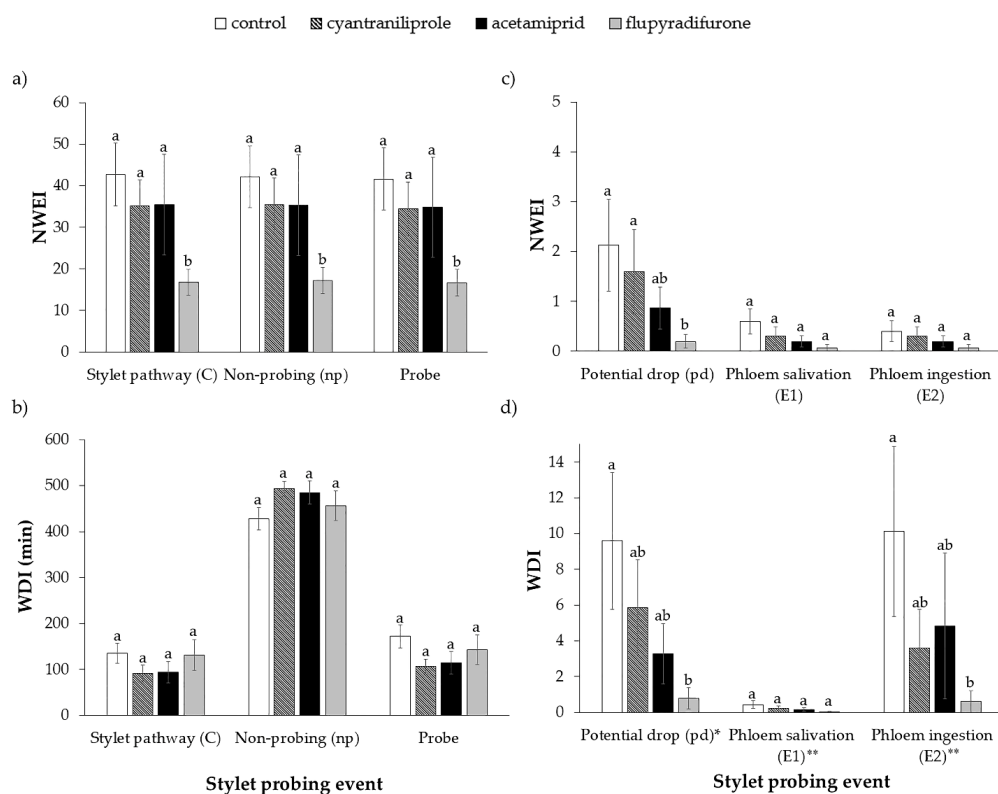 control cyantraniliprole acetamiprid flupyradifurone
a)
60
50
40
30
20
10
0
NWEI
a a a b
a a a b
a a a b
Stylet pathway (C) Non-probing (np) Probe
c)
5
4
3
2
1
0
NWEI
a a ab b
a a a a
a a a a
Potential drop (pd) Phloem salivation (E1) Phloem ingestion (E2)
b)
600
500
400
300
200
100
0
WDI (min)
a a a a
a a a a
a a a a
Stylet pathway (C) Non-probing (np) Probe
Stylet probing event
d)
14
12
10
8
6
4
2
0
WDI
a ab ab b
a a a a
a ab ab b
Potential drop (pd)* Phloem salivation (E1)** Phloem ingestion (E2)**
Stylet probing event